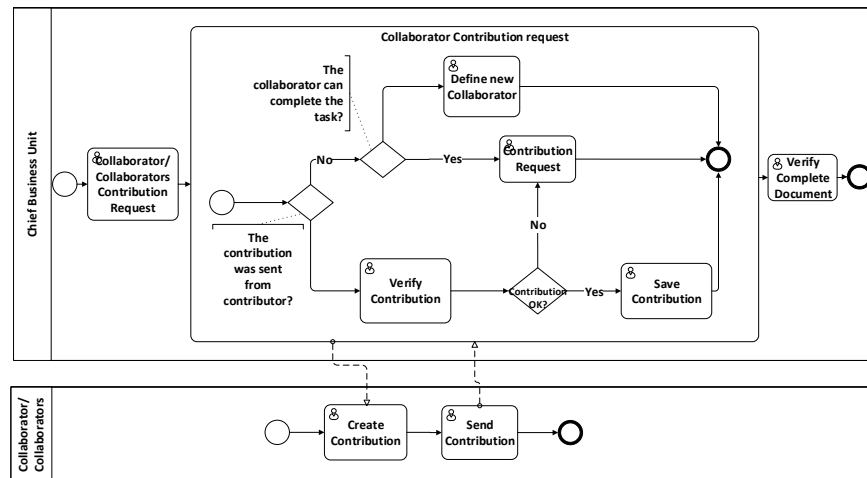 Chief Business Unit
Collaborator/
Collaborators
Contribution
Request
Collaborator Contribution request
The
collaborator can
complete the
task?
Define new
Collaborator
No
Yes
Contribution
Request
The
contribution
was sent
from
contributor?
No
Verify
Contribution
Contribution
OK?
Yes
Save
Contribution
Verify
Complete
Document
Collaborator/
Collaborators
Create
Contribution
Send
Contribution